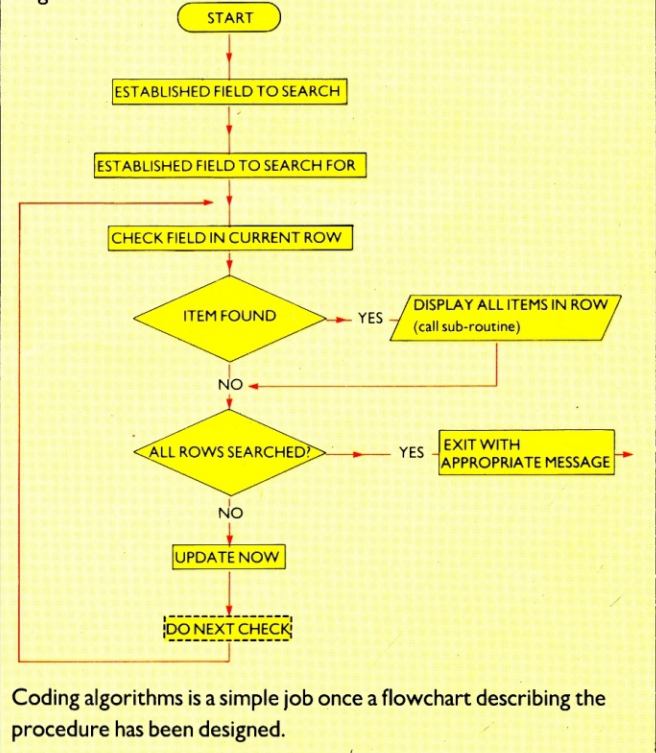 START
ESTABLISHED FIELD TO SEARCH
ESTABLISHED FIELD TO SEARCH FOR
CHECK FIELD IN CURRENT ROW
ITEM FOUND
YES
DISPLAY ALL ITEMS IN ROW
(call sub-routine)
NO
ALL ROWS SEARCHED?
YES
EXIT WITH
APPROPRIATE MESSAGE
NO
UPDATE NOW
DO NEXT CHECK
Coding algorithms is a simple job once a flowchart describing the
procedure has been designed.